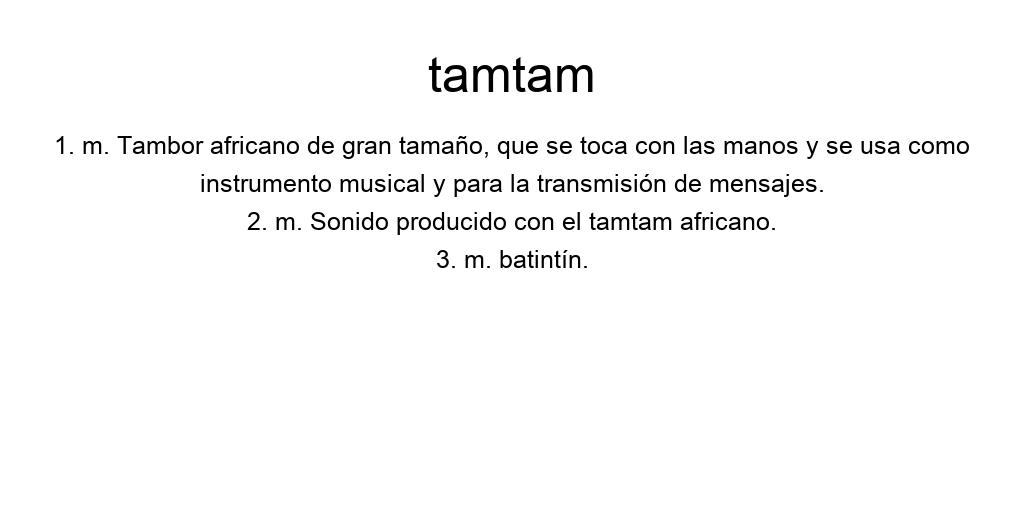 tamtam
1. m. Tambor africano de gran tamaño, que se toca con las manos y se usa como
instrumento musical y para la transmisión de mensajes.
2. m. Sonido producido con el tamtam africano.
3. m. batintín.